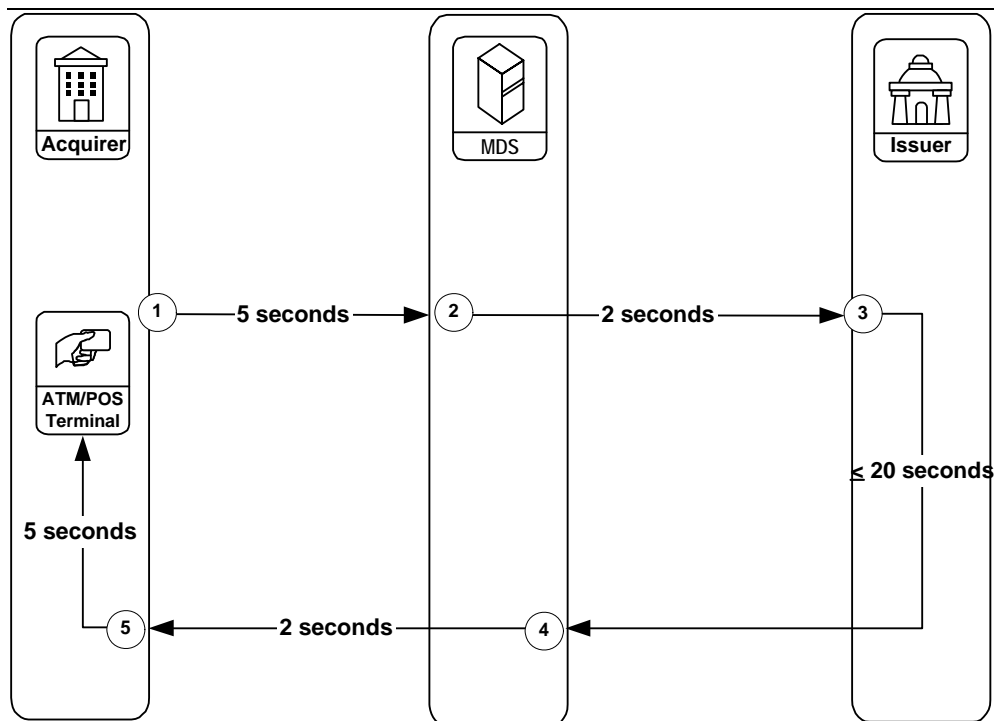 Acquirer
MDS
Issuer
1
5 seconds
2
2 seconds
3
ATM/POS
Terminal
≤ 20 seconds
5 seconds
5
2 seconds
4